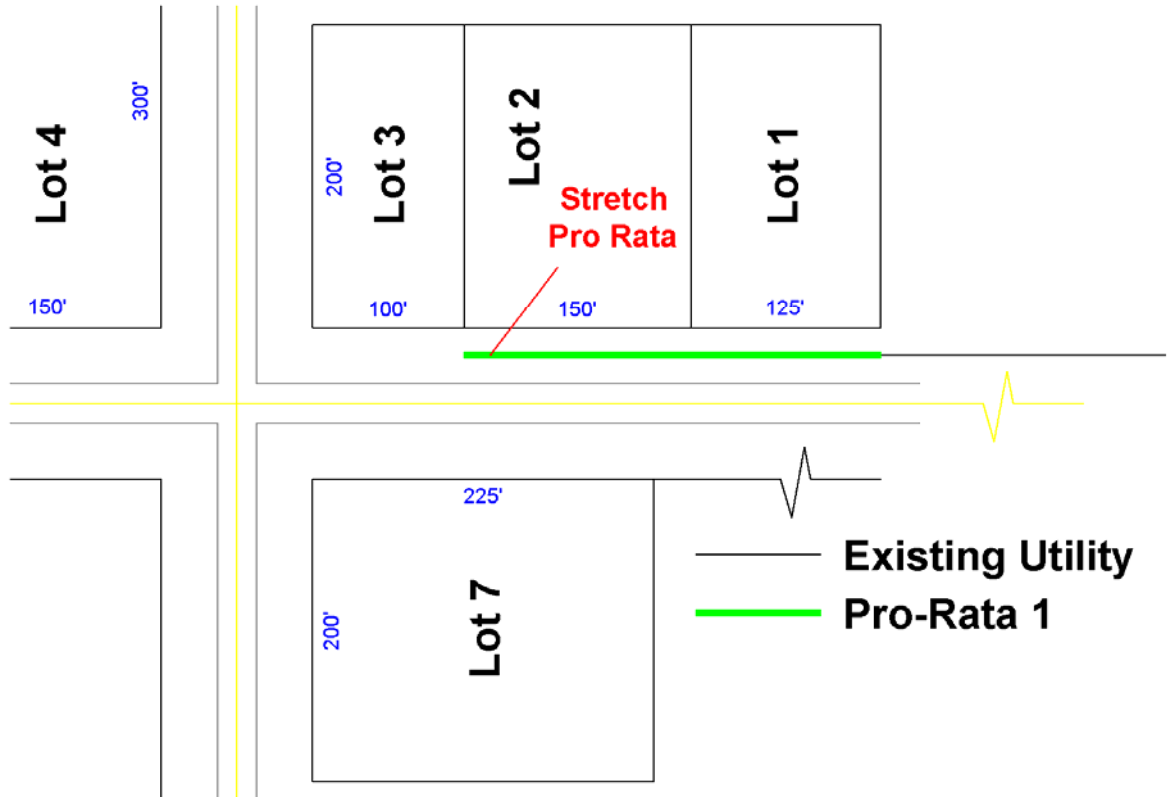 300'
Lot 4
150'
200'
Lot 3
100'
Lot 2
Stretch
Pro Rata
150'
Lot 1
125'
225'
200'
Lot 7
Existing Utility
Pro-Rata 1